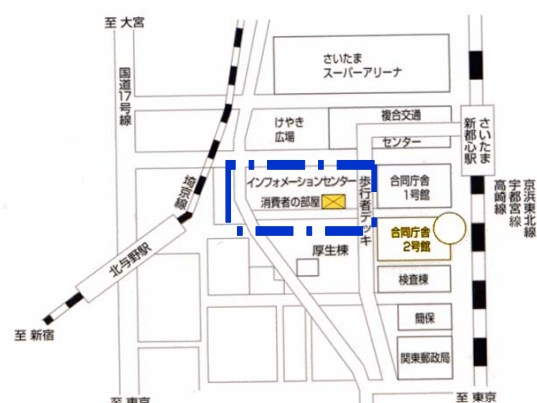 至 大宮
国道17号線
埼京線
さいたま
スーパーアリーナ
けやき
広場
複合交通
センター
さいたま
新都心駅
インフォメーションセンター
消費者の部屋
歩行者デッキ
合同庁舎
1号館
京浜東北線
宇都宮線
高崎線
合同庁舎
2号館
北与野駅
厚生棟
検査棟
簡保
関東郵政局
至 新宿
至 東京
至 東京